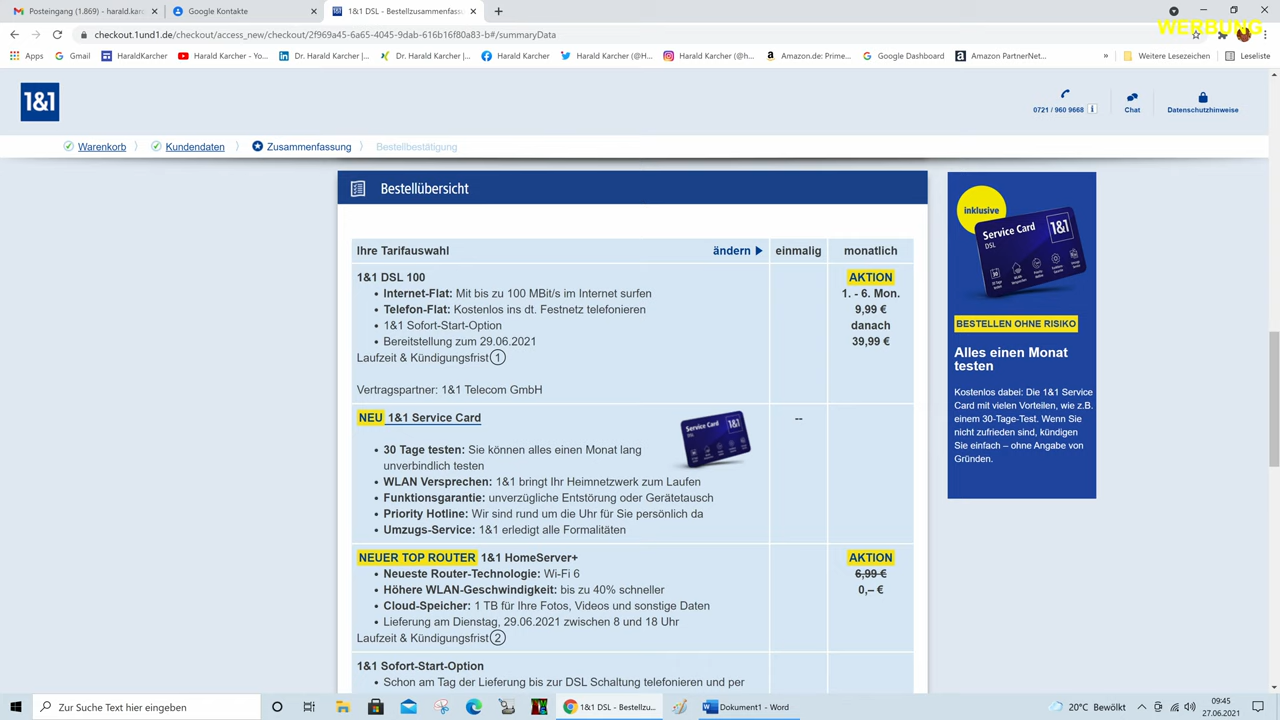 Posteingang (1.869) - harald.kar
Google Kontakte
1&1 DSL - Bestellzusammenfass
WERBUNG
checkout.1und1.de/checkout/access_new/checkout/2f969a45-6a65-4045-9dab-616b16f80a83-b#/summaryData
Apps
Gmail
HaraldKarcher
Harald Karcher - Yo...
Dr. Harald Karcher |...
Dr. Harald Karcher |...
Harald Karcher
Harald Karcher (@H...
Harald Karcher (@h...
Amazon.de: Prime...
Google Dashboard
Amazon PartnerNet...
»
Weitere Lesezeichen
Leseliste
1&1
0721 / 960 9668 i
Chat
Datenschutzhinweise
Warenkorb
Kundendaten
Zusammenfassung
Bestellbestätigung
Bestellübersicht
Ihre Tarifauswahl ändern einmalig monatlich
1&1 DSL 100
• Internet-Flat: Mit bis zu 100 MBit/s im Internet surfen
• Telefon-Flat: Kostenlos ins dt. Festnetz telefonieren
• 1&1 Sofort-Start-Option
• Bereitstellung zum 29.06.2021
Laufzeit & Kündigungsfrist 1
Vertragspartner: 1&1 Telecom GmbH
AKTION
1. - 6. Mon.
9,99 €
danach
39,99 €
NEU 1&1 Service Card
--
Service Card
1&1
• 30 Tage testen: Sie können alles einen Monat lang
unverbindlich testen
• WLAN Versprechen: 1&1 bringt Ihr Heimnetzwerk zum Laufen
• Funktionsgarantie: unverzügliche Entstörung oder Gerätetausch
• Priority Hotline: Wir sind rund um die Uhr für Sie persönlich da
• Umzugs-Service: 1&1 erledigt alle Formalitäten
NEUER TOP ROUTER 1&1 HomeServer+
• Neueste Router-Technologie: Wi-Fi 6
• Höhere WLAN-Geschwindigkeit: bis zu 40% schneller
• Cloud-Speicher: 1 TB für Ihre Fotos, Videos und sonstige Daten
• Lieferung am Dienstag, 29.06.2021 zwischen 8 und 18 Uhr
Laufzeit & Kündigungsfrist 2
AKTION
6,99 €
0,– €
1&1 Sofort-Start-Option
• Schon am Tag der Lieferung bis zur DSL Schaltung telefonieren und per
inklusive
Service Card
DSL
1&1
BESTELLEN OHNE RISIKO
Alles einen Monat
testen
Kostenlos dabei: Die 1&1 Service
Card mit vielen Vorteilen, wie z.B.
einem 30-Tage-Test. Wenn Sie
nicht zufrieden sind, kündigen
Sie einfach – ohne Angabe von
Gründen.
Zur Suche Text hier eingeben
1&1 DSL - Bestellzu...
Dokument1 - Word
20°C Bewölkt
09:45
27.06.2021